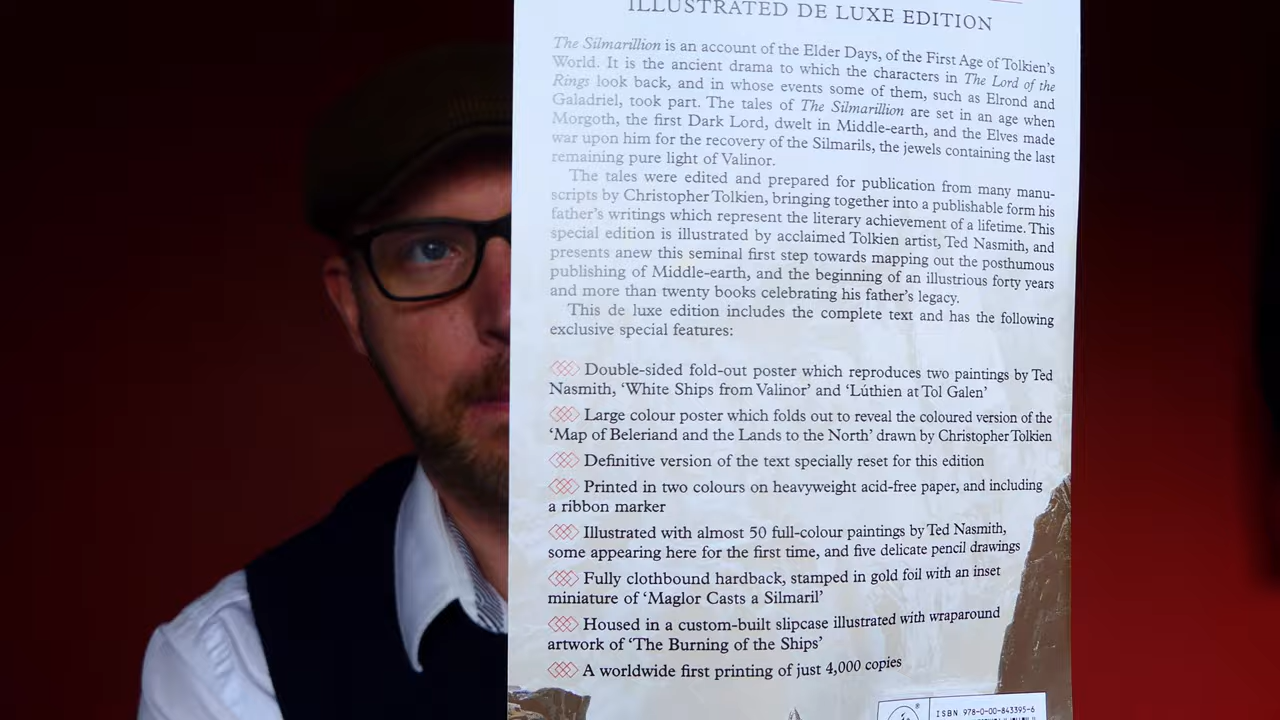 ILLUSTRATED DE LUXE EDITION
The Silmarillion is an account of the Elder Days, of the First Age of Tolkien's
World. It is the ancient drama to which the characters in The Lord of the
Rings look back, and in whose events some of them, such as Elrond and
Galadriel, took part. The tales of The Silmarillion are set in an age when
Morgoth, the first Dark Lord, dwelt in Middle-earth, and the Elves made
war upon him for the recovery of the Silmarils, the jewels containing the last
remaining pure light of Valinor.
The tales were edited and prepared for publication from many manu-
scripts by Christopher Tolkien, bringing together into a publishable form his
father's writings which represent the literary achievement of a lifetime. This
special edition is illustrated by acclaimed Tolkien artist, Ted Nasmith, and
presents anew this seminal first step towards mapping out the posthumous
publishing of Middle-earth, and the beginning of an illustrious forty years
and more than twenty books celebrating his father's legacy.
This de luxe edition includes the complete text and has the following
exclusive special features:
Double-sided fold-out poster which reproduces two paintings by Ted
Nasmith, 'White Ships from Valinor' and 'Lúthien at Tol Galen'
Large colour poster which folds out to reveal the coloured version of the
'Map of Beleriand and the Lands to the North' drawn by Christopher Tolkien
Definitive version of the text specially reset for this edition
Printed in two colours on heavyweight acid-free paper, and including
a ribbon marker
Illustrated with almost 50 full-colour paintings by Ted Nasmith,
some appearing here for the first time, and five delicate pencil drawings
Fully clothbound hardback, stamped in gold foil with an inset
miniature of 'Maglor Casts a Silmaril'
Housed in a custom-built slipcase illustrated with wraparound
artwork of 'The Burning of the Ships'
A worldwide first printing of just 4,000 copies
ISBN 978-0-00-843395-6